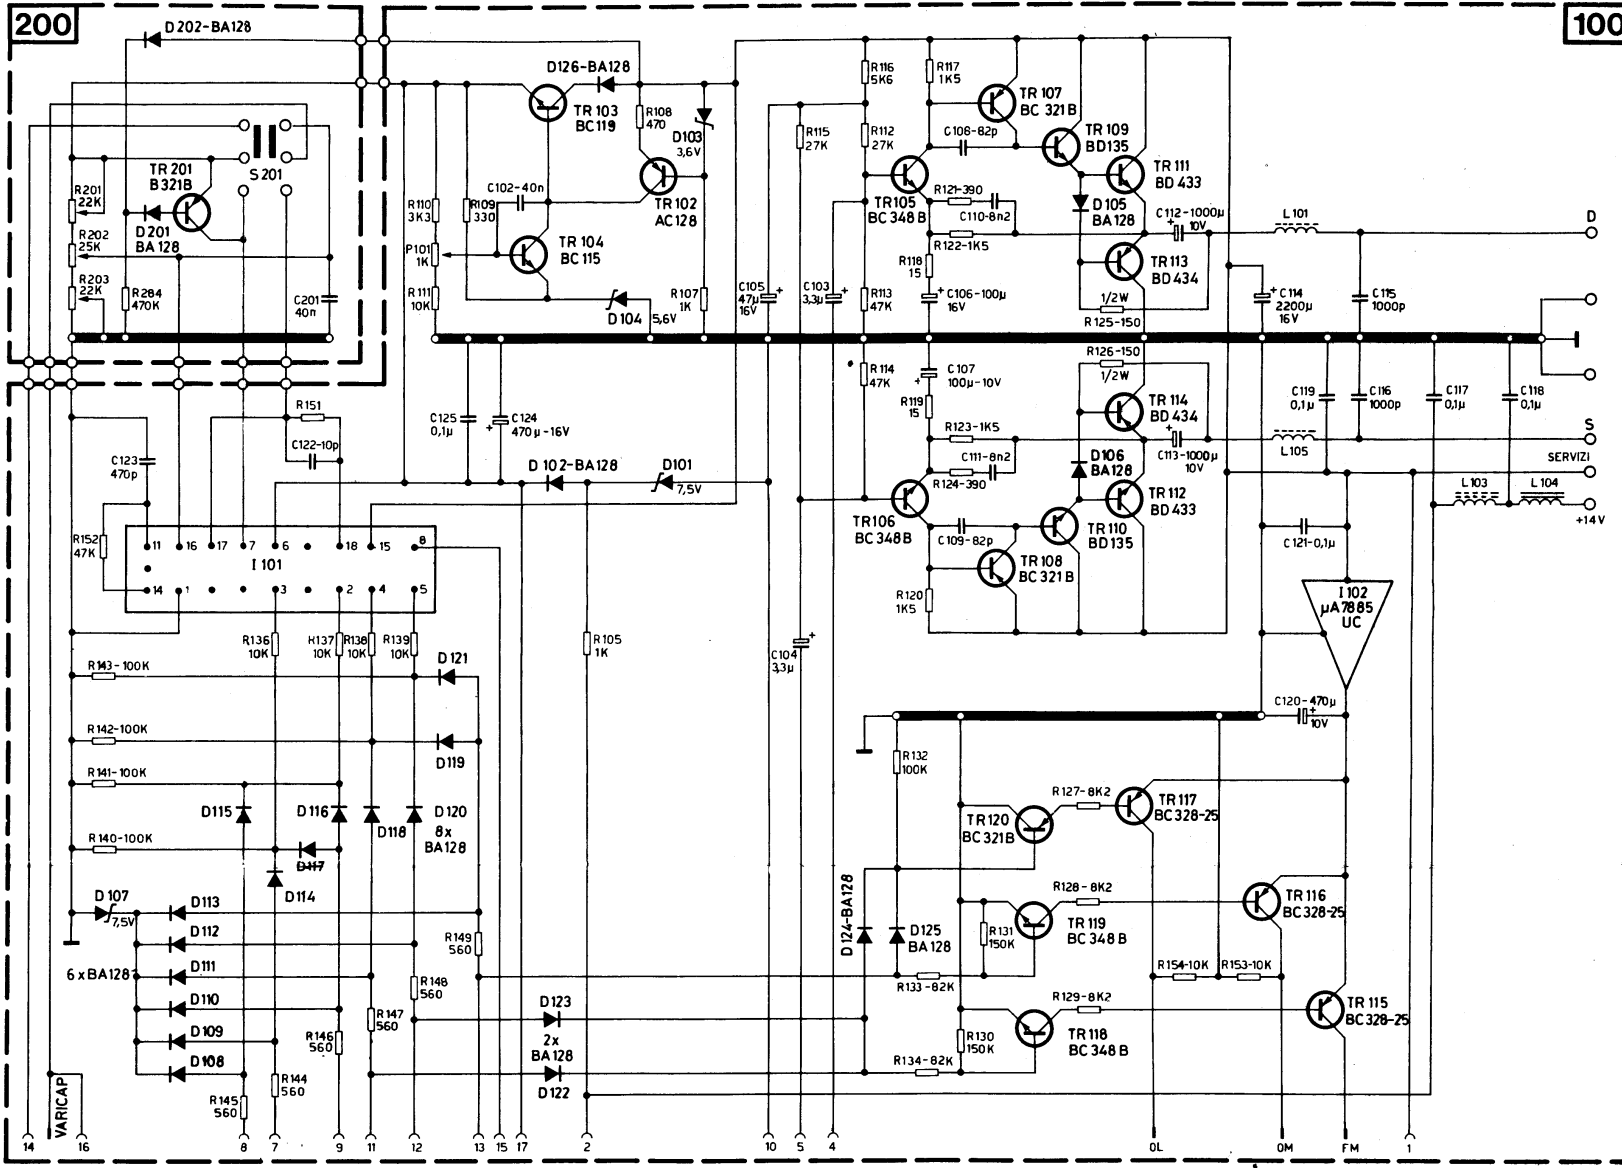 200
100
D202-BA128
D126-BA128
TR 103
BC119
R108
470
D103
3,6V
TR 102
AC128
C102-40n
R110
3K3
R109
330
P101
1K
R111
10K
TR 104
BC 115
D104
5,6V
R107
1K
TR 201
B321B
S 201
R201
22K
R202
25K
R203
22K
D 201
BA 128
R284
470K
C201
40n
C105
47µ
16V
R115
27K
C103
3,3µ
R116
5K6
R112
27K
R113
47K
R117
1K5
TR 107
BC 321B
C108-82p
TR 109
BD135
TR 111
BD 433
TR105
BC 348B
R121-390
C110-8n2
R122-1K5
D105
BA128
C112-1000µ
10V
L 101
D
R118
15
C106-100µ
16V
TR 113
BD 434
1/2W
R125-150
C114
2200µ
16V
C115
1000p
R126-150
1/2W
R114
47K
C107
100µ-10V
R119
15
R123-1K5
C111-8n2
R124-390
TR 114
BD 434
D106
BA128
C113-1000µ
10V
L105
C119
0,1µ
C116
1000p
C117
0,1µ
C118
0,1µ
S
SERVIZI
L 103
L 104
+14V
TR106
BC 348B
C109-82p
TR 110
BD135
TR 112
BD433
TR108
BC 321 B
R120
1K5
C121-0,1µ
I 102
µA7885
UC
C120-470µ
10V
R151
C122-10p
C125
0,1µ
C124
470µ-16V
C123
470p
D 102-BA128
D101
7,5V
R152
47K
11
16
17
7
6
18
15
8
I 101
14
1
3
2
4
5
R136
10K
R137
10K
R138
10K
R139
10K
R105
1K
C104
3,3µ
R143-100K
D121
R142-100K
D119
R141-100K
D115
D116
D118
D120
8x
BA128
R140-100K
D117
D114
D 107
7,5V
D113
D112
D111
D110
D109
D108
6 x BA128
R149
560
R148
560
R147
560
R146
560
R144
560
R145
560
D123
2x
BA128
D122
R132
100K
R127-8K2
TR120
BC321B
TR 117
BC328-25
D124-BA128
D125
BA128
R128-8K2
TR 119
BC 348 B
R131
150K
R133-82K
TR 116
BC328-25
R154-10K
R153-10K
R129-8K2
TR 118
BC 348 B
R130
150K
R134-82K
TR 115
BC328-25
VARICAP
14
16
8
7
9
11
12
13
15
17
2
10
5
4
OL
OM
FM
1